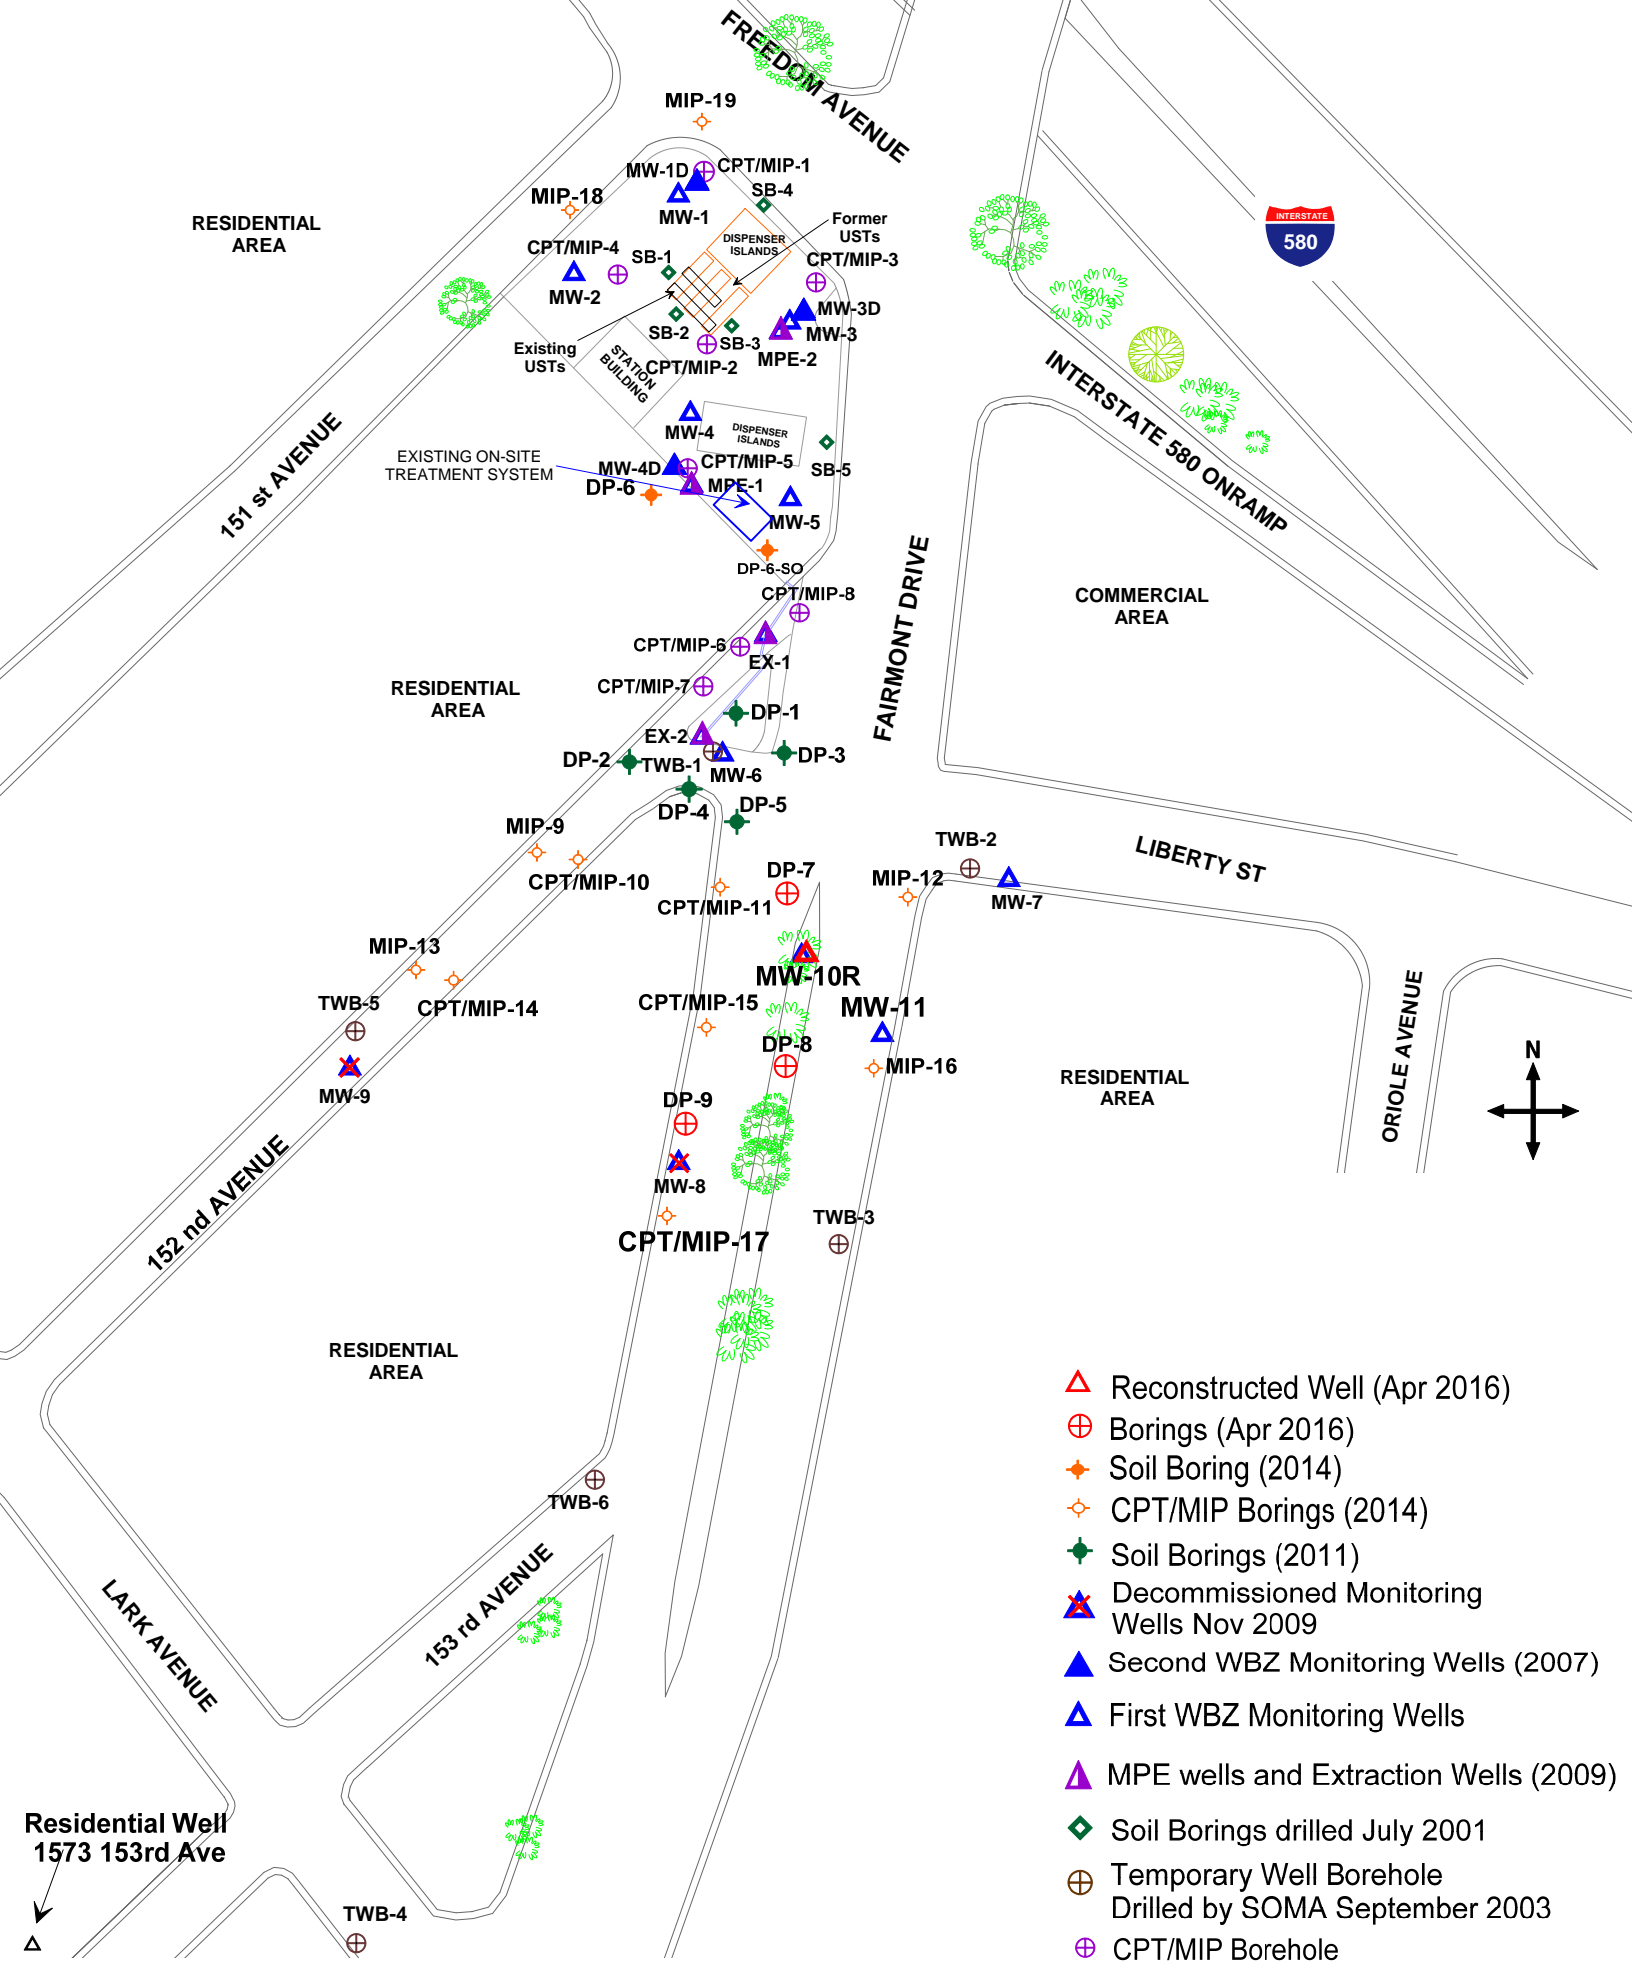 FREEDOM AVENUE
MIP-19
MW-1D
CPT/MIP-1
SB-4
MIP-18
MW-1
Former
USTs
RESIDENTIAL
AREA
DISPENSER
ISLANDS
INTERSTATE
580
CPT/MIP-4
SB-1
CPT/MIP-3
MW-2
MW-3D
SB-2
SB-3
MW-3
Existing
USTs
STATION
BUILDING
CPT/MIP-2
MPE-2
INTERSTATE 580 ONRAMP
151 st AVENUE
MW-4
DISPENSER
ISLANDS
EXISTING ON-SITE
TREATMENT SYSTEM
MW-4D
CPT/MIP-5
SB-5
DP-6
MPE-1
MW-5
DP-6-SO
FAIRMONT DRIVE
CPT/MIP-8
COMMERCIAL
AREA
CPT/MIP-6
EX-1
RESIDENTIAL
AREA
CPT/MIP-7
DP-1
EX-2
DP-2
TWB-1
MW-6
DP-3
DP-4
DP-5
MIP-9
TWB-2
LIBERTY ST
CPT/MIP-10
DP-7
MIP-12
CPT/MIP-11
MW-7
MIP-13
MW-10R
TWB-5
CPT/MIP-14
CPT/MIP-15
MW-11
ORIOLE AVENUE
DP-8
MIP-16
N
RESIDENTIAL
AREA
MW-9
DP-9
152 nd AVENUE
MW-8
TWB-3
CPT/MIP-17
RESIDENTIAL
AREA
TWB-6
153 rd AVENUE
LARK AVENUE
Residential Well
1573 153rd Ave
TWB-4
Reconstructed Well (Apr 2016)
Borings (Apr 2016)
Soil Boring (2014)
CPT/MIP Borings (2014)
Soil Borings (2011)
Decommissioned Monitoring
Wells Nov 2009
Second WBZ Monitoring Wells (2007)
First WBZ Monitoring Wells
MPE wells and Extraction Wells (2009)
Soil Borings drilled July 2001
Temporary Well Borehole
Drilled by SOMA September 2003
CPT/MIP Borehole